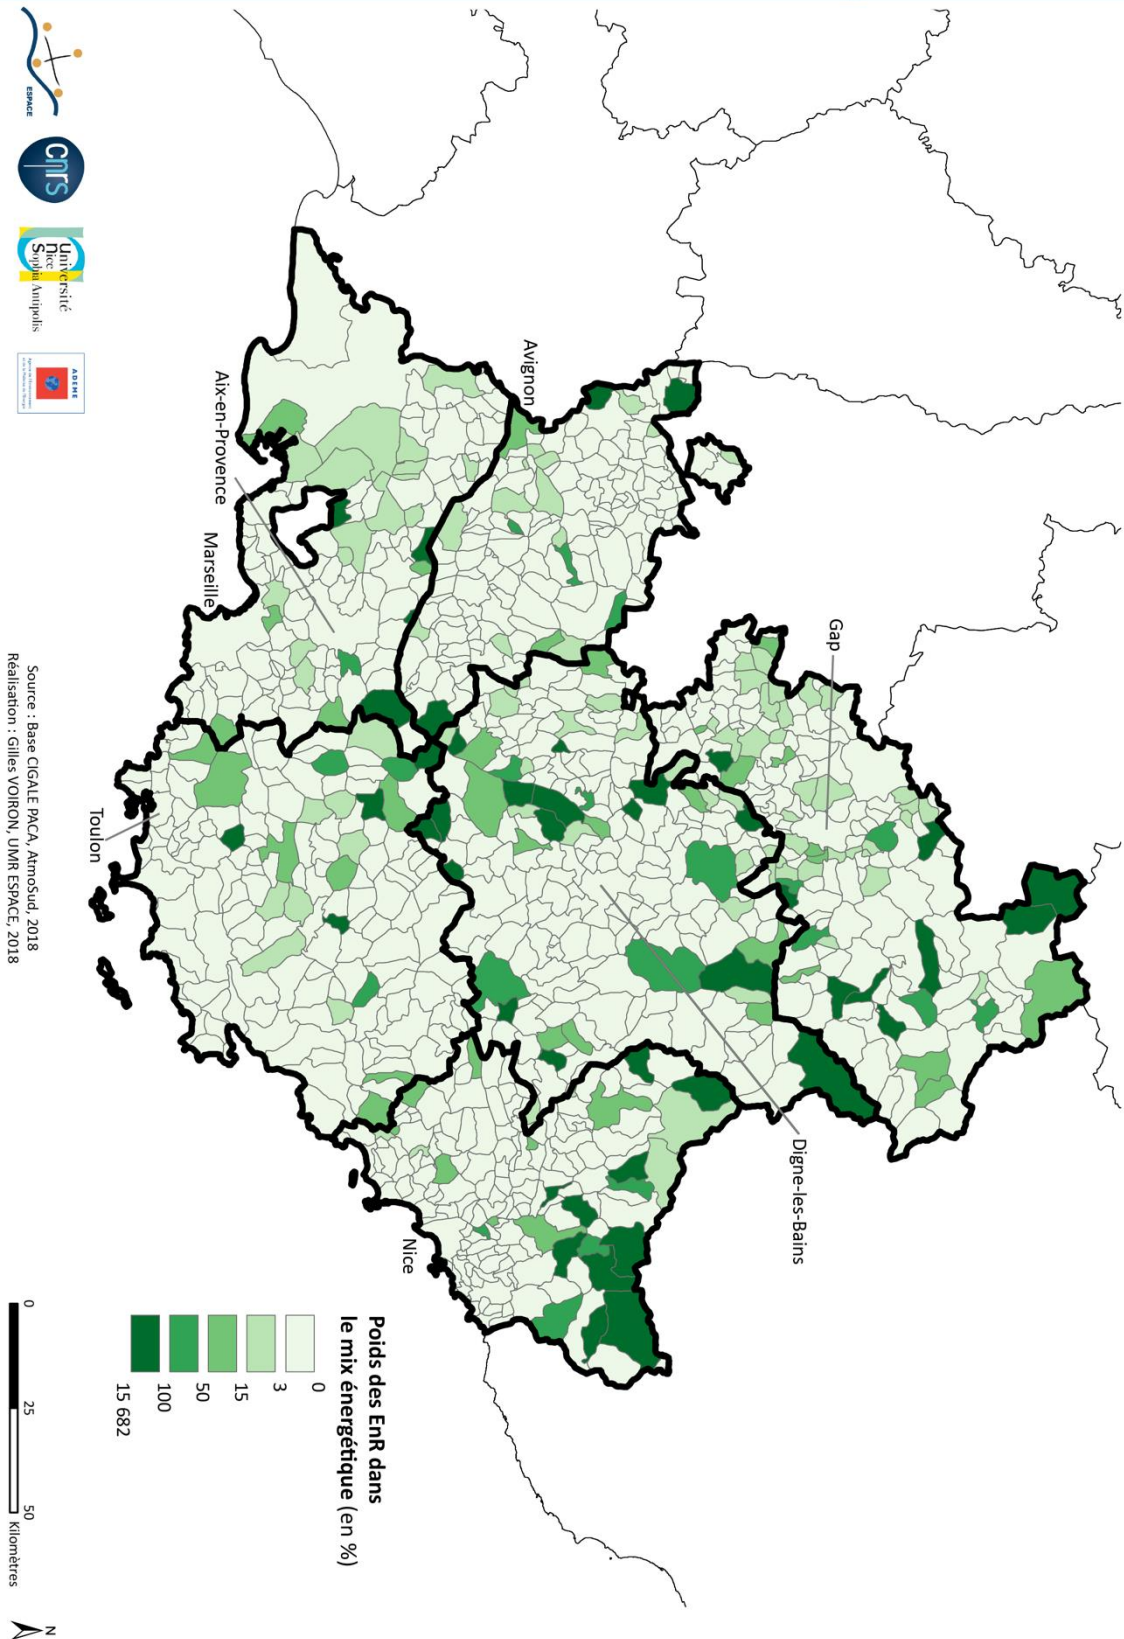 Gap
Avignon
Digne-les-Bains
Aix-en-Provence
Marseille
Nice
Toulon
Poids des EnR dans
le mix énergétique (en %)
0
3
15
50
100
15 682
ESPACE
cnrs
Université
Nice
Sophia Antipolis
ADEME
Source : Base CIGALE PACA, AtmoSud, 2018
Réalisation : Gilles VOIRON, UMR ESPACE, 2018
0
25
50
Kilomètres
N